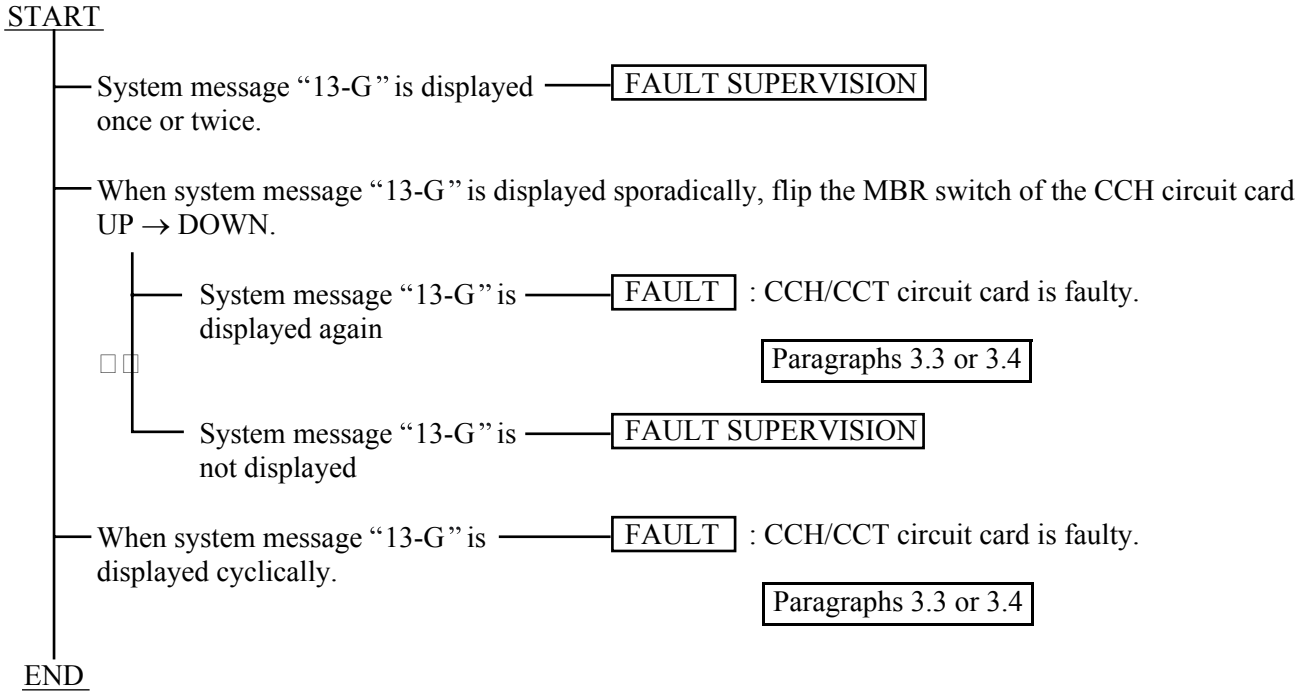 START
System message “13-G” is displayed
once or twice.
FAULT SUPERVISION
When system message “13-G” is displayed sporadically, flip the MBR switch of the CCH circuit card
UP → DOWN.
System message “13-G” is
displayed again
FAULT : CCH/CCT circuit card is faulty.
Paragraphs 3.3 or 3.4
System message “13-G” is
not displayed
FAULT SUPERVISION
When system message “13-G” is
displayed cyclically.
FAULT : CCH/CCT circuit card is faulty.
Paragraphs 3.3 or 3.4
END